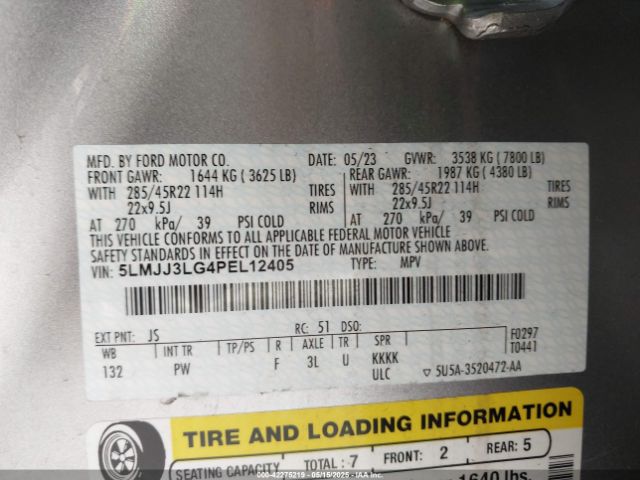 MFD. BY FORD MOTOR CO. DATE: 05/23 GVWR: 3538 KG ( 7800 LB)
FRONT GAWR: 1644 KG ( 3625 LB) REAR GAWR: 1987 KG ( 4380 LB)
WITH 285/45R22 114H TIRES WITH 285/45R22 114H TIRES
22x9.5J RIMS 22x9.5J RIMS
AT 270 kPa/ 39 PSI COLD AT 270 kPa/ 39 PSI COLD
THIS VEHICLE CONFORMS TO ALL APPLICABLE FEDERAL MOTOR VEHICLE
SAFETY STANDARDS IN EFFECT ON THE DATE OF MANUFACTURE SHOWN ABOVE.
VIN: 5LMJJ3LG4PEL12405 TYPE: MPV
EXT PNT: JS RC: 51 DSO: F0297
T0441
WB INT TR TP/PS R AXLE TR SPR
132 PW F 3L U KKKK
ULC ▽ 5U5A-3520472-AA
TIRE AND LOADING INFORMATION
SEATING CAPACITY TOTAL : 7 FRONT: 2 REAR: 5
1640 lbs.
000-42275219 - 05/15/2025 - IAAI.COM